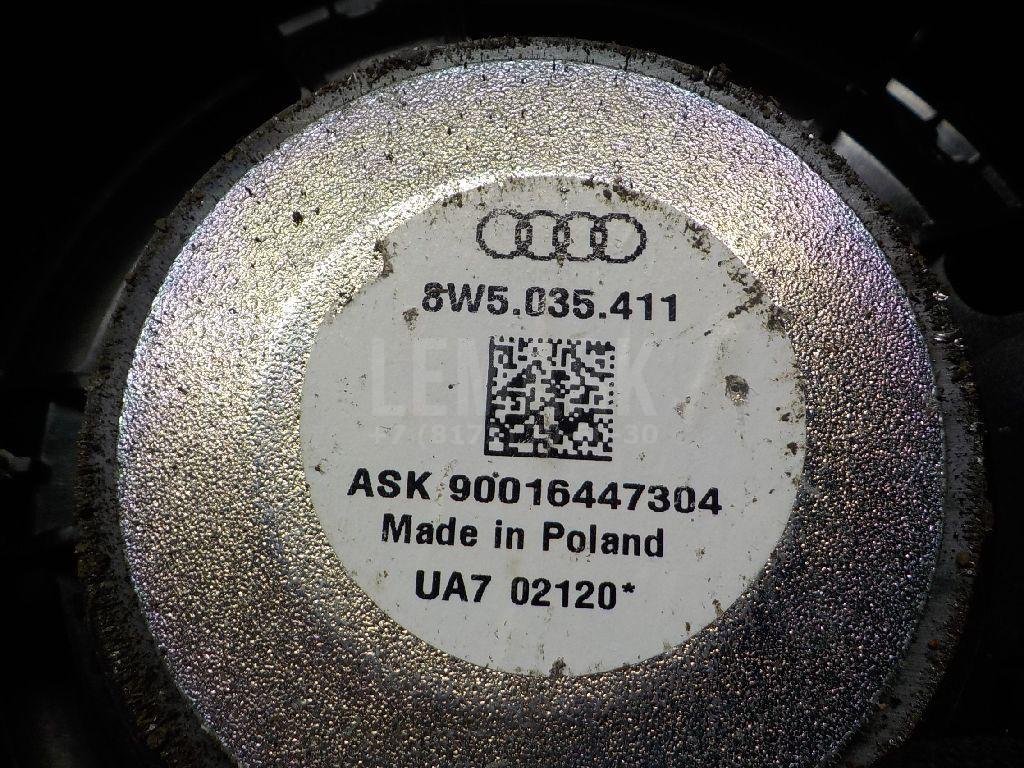 8W5.035.411
ASK 90016447304
Made in Poland
UA7 02120*